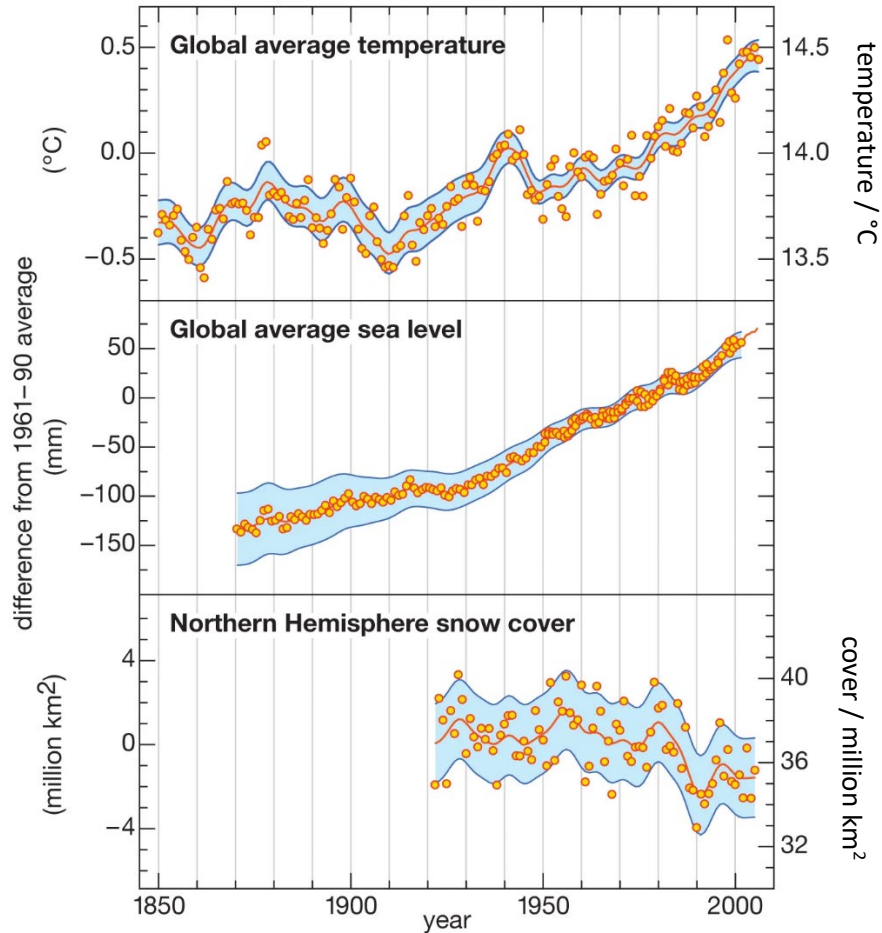 Global average temperature
0.5
0.0
−0.5
(°C)
14.5
14.0
13.5
temperature / °C
Global average sea level
50
0
−50
−100
−150
difference from 1961–90 average
(mm)
Northern Hemisphere snow cover
4
0
−4
(million km2)
40
38
36
34
32
cover / million km²
1850
1900
1950
2000
year